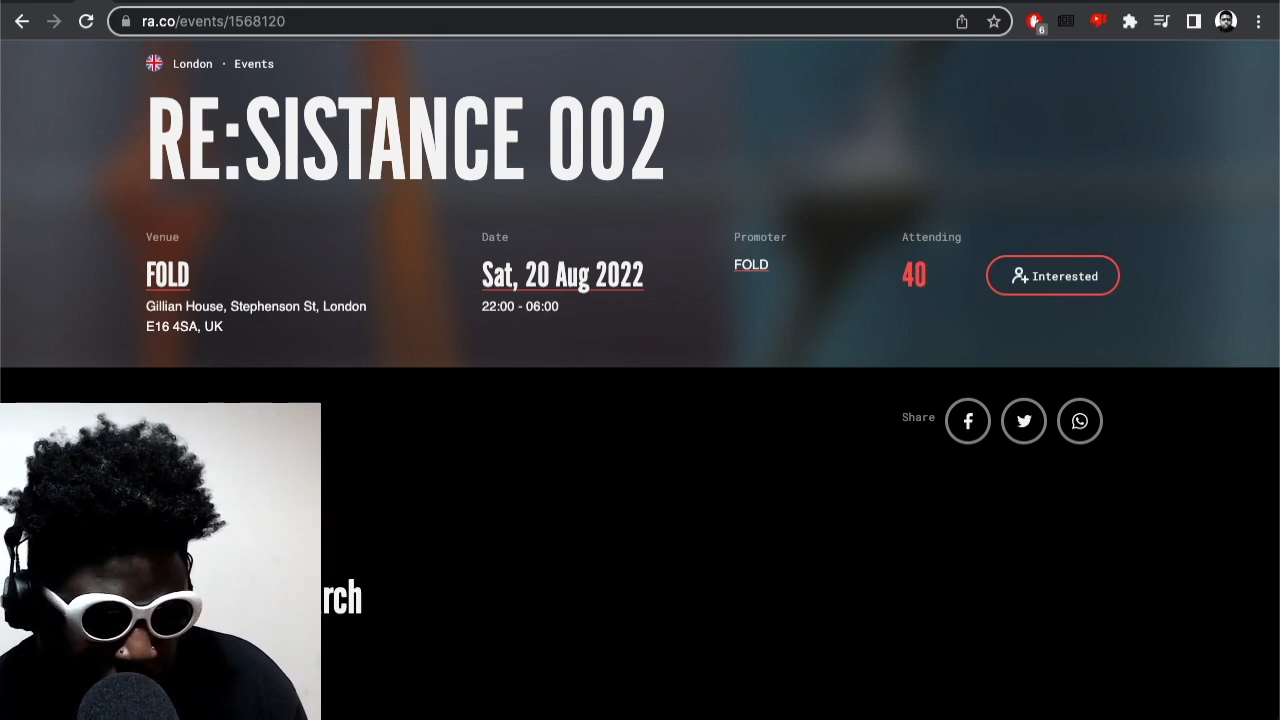 ra.co/events/1568120
6
London · Events
RE:SISTANCE 002
Venue
FOLD
Gillian House, Stephenson St, London
E16 4SA, UK
Date
Sat, 20 Aug 2022
22:00 - 06:00
Promoter
FOLD
Attending
40
Interested
Share
rch